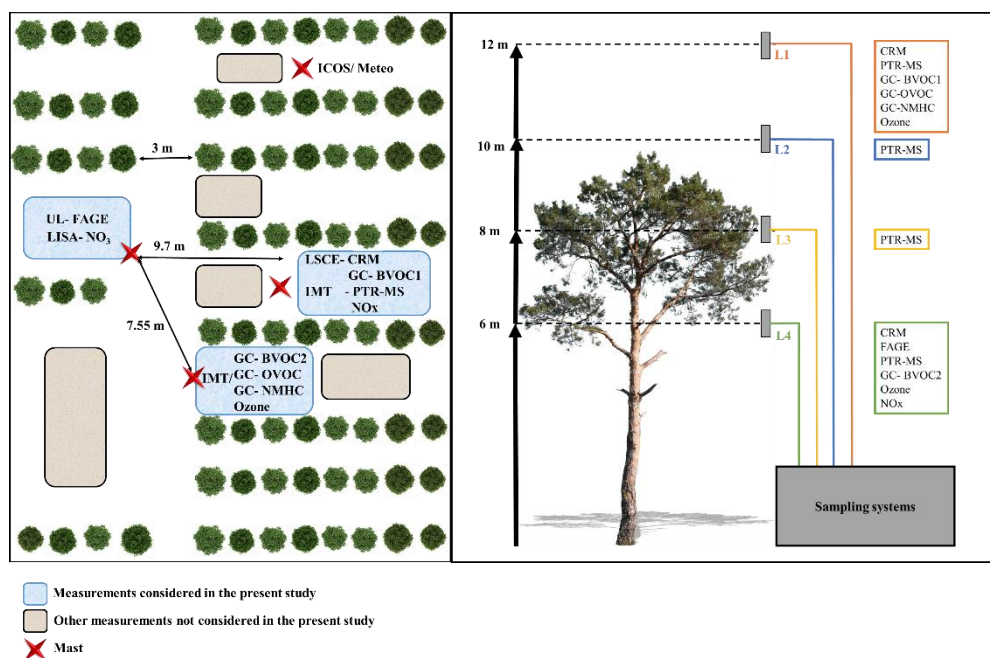 ICOS/ Meteo
3 m
UL- FAGE
LISA- NO₃
9.7 m
LSCE- CRM
GC- BVOC1
IMT - PTR-MS
NOx
7.55 m
GC- BVOC2
IMT/ GC- OVOC
GC- NMHC
Ozone
12 m
L1
CRM
PTR-MS
GC- BVOC1
GC-OVOC
GC-NMHC
Ozone
10 m
L2
PTR-MS
8 m
L3
PTR-MS
6 m
L4
CRM
FAGE
PTR-MS
GC- BVOC2
Ozone
NOx
Sampling systems
Measurements considered in the present study
Other measurements not considered in the present study
Mast